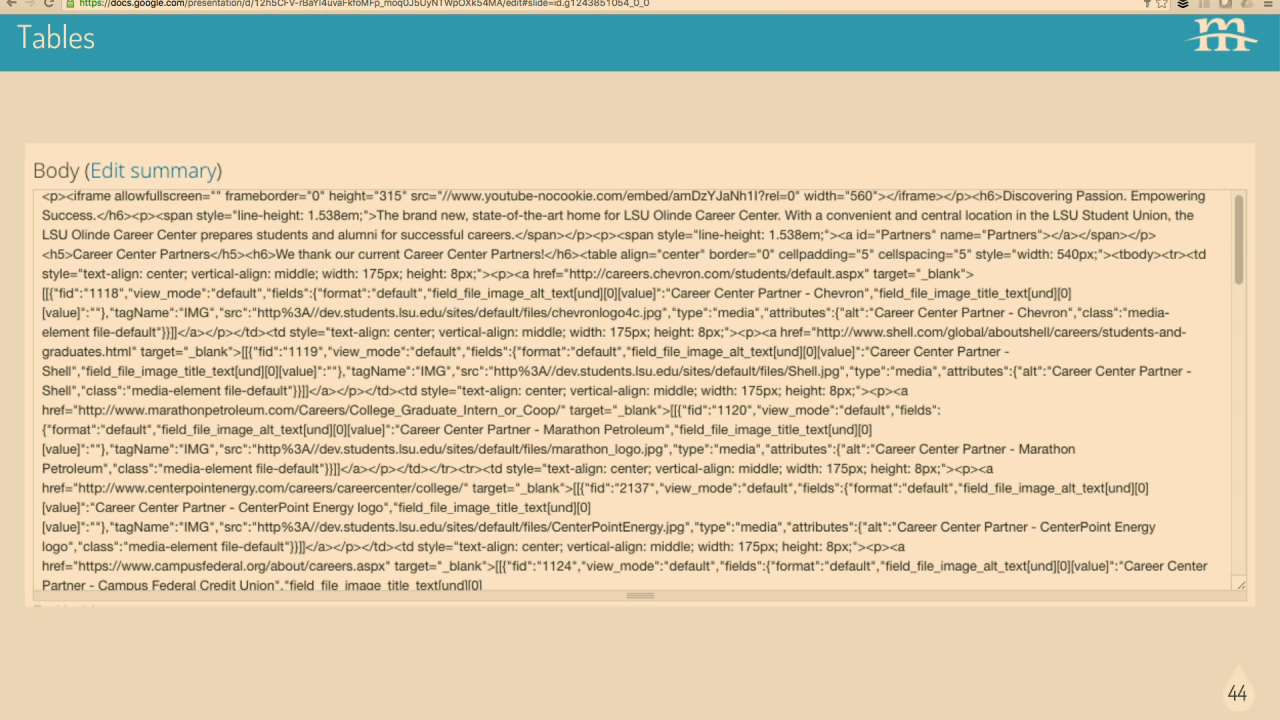 https://docs.google.com/presentation/d/12h5CFV-rBaYl4uvaFkfoMFp_moq0J5UyNTWpOXk54MA/edit#slide=id.g1243851054_0_0
Tables
m
Body (Edit summary)
<p><iframe allowfullscreen="" frameborder="0" height="315" src="//www.youtube-nocookie.com/embed/amDzYJaNh1I?rel=0" width="560"></iframe></p><h6>Discovering Passion. Empowering
Success.</h6><p><span style="line-height: 1.538em;">The brand new, state-of-the-art home for LSU Olinde Career Center. With a convenient and central location in the LSU Student Union, the
LSU Olinde Career Center prepares students and alumni for successful careers.</span></p><p><span style="line-height: 1.538em;"><a id="Partners" name="Partners"></a></span></p>
<h5>Career Center Partners</h5><h6>We thank our current Career Center Partners!</h6><table align="center" border="0" cellpadding="5" cellspacing="5" style="width: 540px;"><tbody><tr><td
style="text-align: center; vertical-align: middle; width: 175px; height: 8px;"><p><a href="http://careers.chevron.com/students/default.aspx" target="_blank">
[[{"fid":"1118","view_mode":"default","fields":{"format":"default","field_file_image_alt_text[und][0][value]":"Career Center Partner - Chevron","field_file_image_title_text[und][0]
[value]":""},"tagName":"IMG","src":"http%3A//dev.students.lsu.edu/sites/default/files/chevronlogo4c.jpg","type":"media","attributes":{"alt":"Career Center Partner - Chevron","class":"media-
element file-default"}}]]</a></p></td><td style="text-align: center; vertical-align: middle; width: 175px; height: 8px;"><p><a href="http://www.shell.com/global/aboutshell/careers/students-and-
graduates.html" target="_blank">[[{"fid":"1119","view_mode":"default","fields":{"format":"default","field_file_image_alt_text[und][0][value]":"Career Center Partner -
Shell","field_file_image_title_text[und][0][value]":""},"tagName":"IMG","src":"http%3A//dev.students.lsu.edu/sites/default/files/Shell.jpg","type":"media","attributes":{"alt":"Career Center Partner -
Shell","class":"media-element file-default"}}]]</a></p></td><td style="text-align: center; vertical-align: middle; width: 175px; height: 8px;"><p><a
href="http://www.marathonpetroleum.com/Careers/College_Graduate_Intern_or_Coop/" target="_blank">[[{"fid":"1120","view_mode":"default","fields":
{"format":"default","field_file_image_alt_text[und][0][value]":"Career Center Partner - Marathon Petroleum","field_file_image_title_text[und][0]
[value]":""},"tagName":"IMG","src":"http%3A//dev.students.lsu.edu/sites/default/files/marathon_logo.jpg","type":"media","attributes":{"alt":"Career Center Partner - Marathon
Petroleum","class":"media-element file-default"}}]]</a></p></td></tr><tr><td style="text-align: center; vertical-align: middle; width: 175px; height: 8px;"><p><a
href="http://www.centerpointenergy.com/careers/careercenter/college/" target="_blank">[[{"fid":"2137","view_mode":"default","fields":{"format":"default","field_file_image_alt_text[und][0]
[value]":"Career Center Partner - CenterPoint Energy logo","field_file_image_title_text[und][0]
[value]":""},"tagName":"IMG","src":"http%3A//dev.students.lsu.edu/sites/default/files/CenterPointEnergy.jpg","type":"media","attributes":{"alt":"Career Center Partner - CenterPoint Energy
logo","class":"media-element file-default"}}]]</a></p></td><td style="text-align: center; vertical-align: middle; width: 175px; height: 8px;"><p><a
href="https://www.campusfederal.org/about/careers.aspx" target="_blank">[[{"fid":"1124","view_mode":"default","fields":{"format":"default","field_file_image_alt_text[und][0][value]":"Career Center
Partner - Campus Federal Credit Union","field_file_image_title_text[und][0]
44